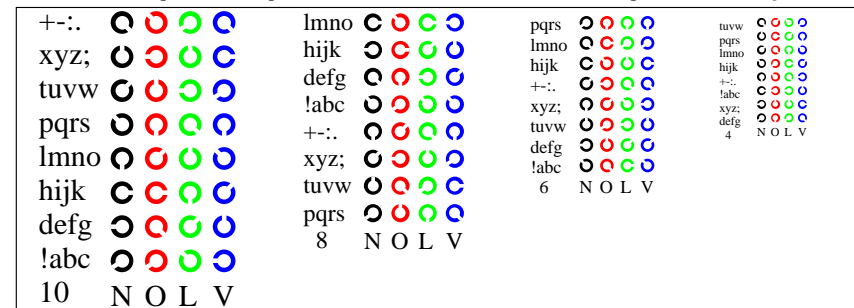 +-:.
xyz;
tuvw
pqrs
lmno
hijk
defg
!abc
10 N O L V
lmno
hijk
defg
!abc
+-:.
xyz;
tuvw
pqrs
8 N O L V
pqrs
lmno
hijk
+-:.
xyz;
tuvw
defg
!abc
6 N O L V
tuvw
pqrs
lmno
hijk
+-:.
!abc
xyz;
defg
4 N O L V